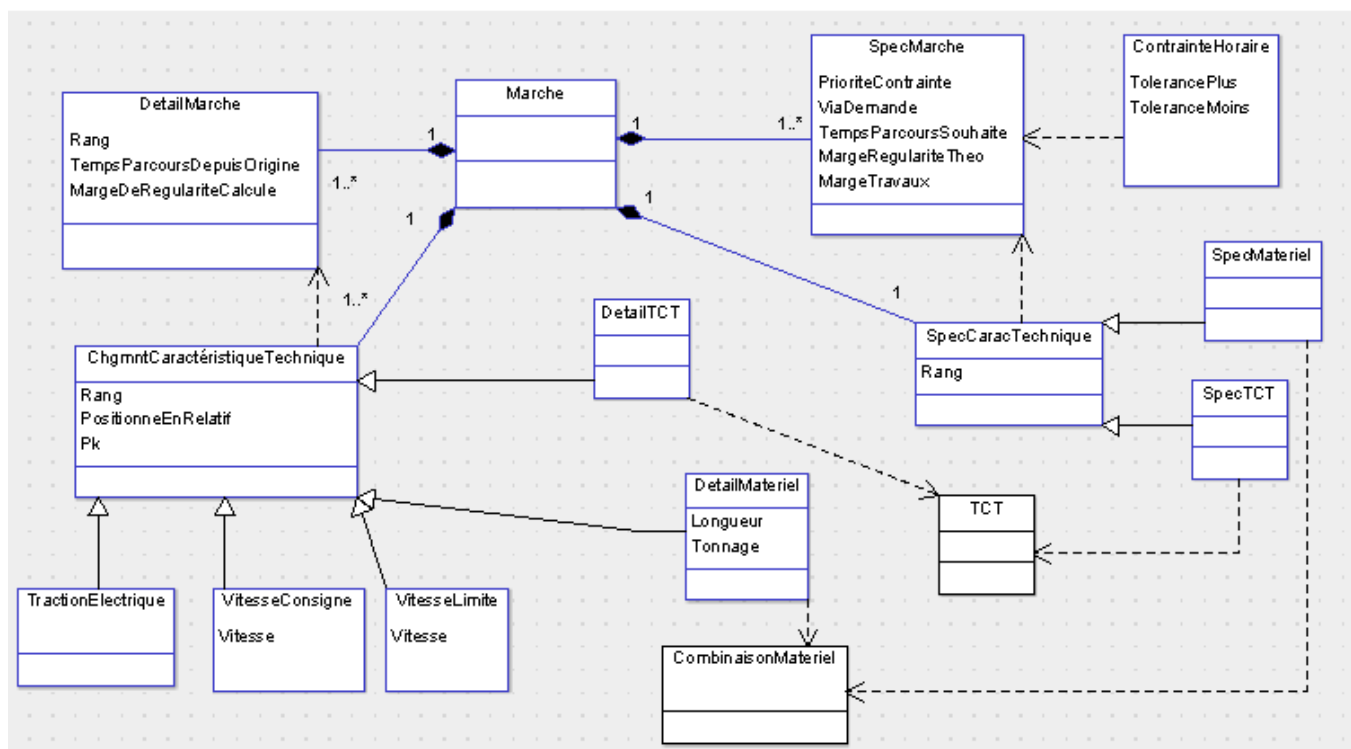 SpecMarche
PrioriteContrainte
ViaDemande
TempsParcoursSouhaite
MargeRegulariteTheo
MargeTravaux
ContrainteHoraire
TolerancePlus
ToleranceMoins
Marche
DetailMarche
Rang
TempsParcoursDepuisOrigine
MargeDeRegulariteCalcule
1
1..*
1
1..*
1
1..*
1
1
SpecMateriel
DetailTCT
SpecCaracTechnique
Rang
ChgmntCaractéristiqueTechnique
Rang
PositionneEnRelatif
Pk
SpecTCT
DetailMateriel
Longueur
Tonnage
TCT
TractionElectrique
VitesseConsigne
Vitesse
VitesseLimite
Vitesse
CombinaisonMateriel